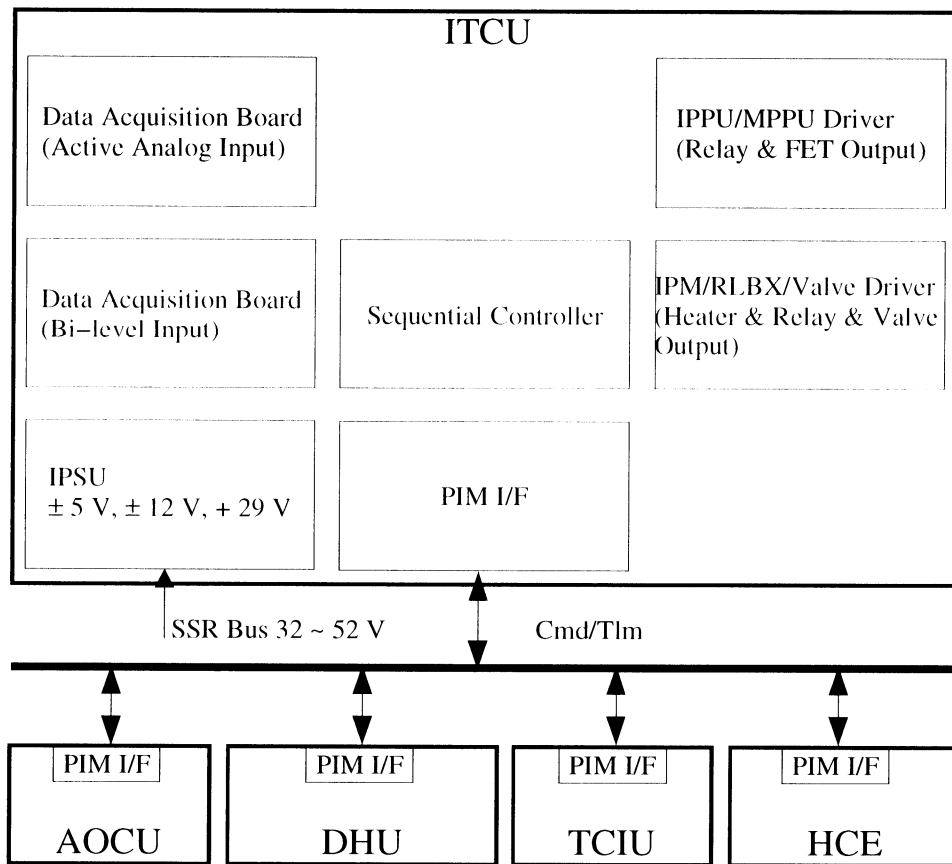 ITCU
Data Acquisition Board
(Active Analog Input)
IPPU/MPPU Driver
(Relay & FET Output)
Data Acquisition Board
(Bi-level Input)
Sequential Controller
IPM/RLBX/Valve Driver
(Heater & Relay & Valve
Output)
IPSU
± 5 V, ± 12 V, + 29 V
PIM I/F
SSR Bus 32 ~ 52 V
Cmd/Tlm
PIM I/F
AOCU
PIM I/F
DHU
PIM I/F
TCIU
PIM I/F
HCE